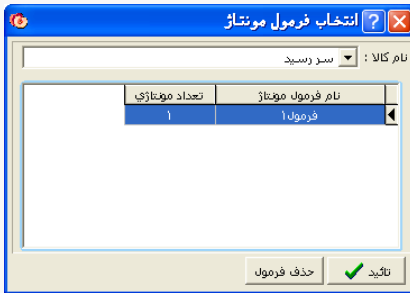 انتخاب فرمول مونتاژ
نام کالا : سر رسید
نام فرمول مونتاژ تعداد مونتاژي
فرمول۱ ۱
تائید حذف فرمول